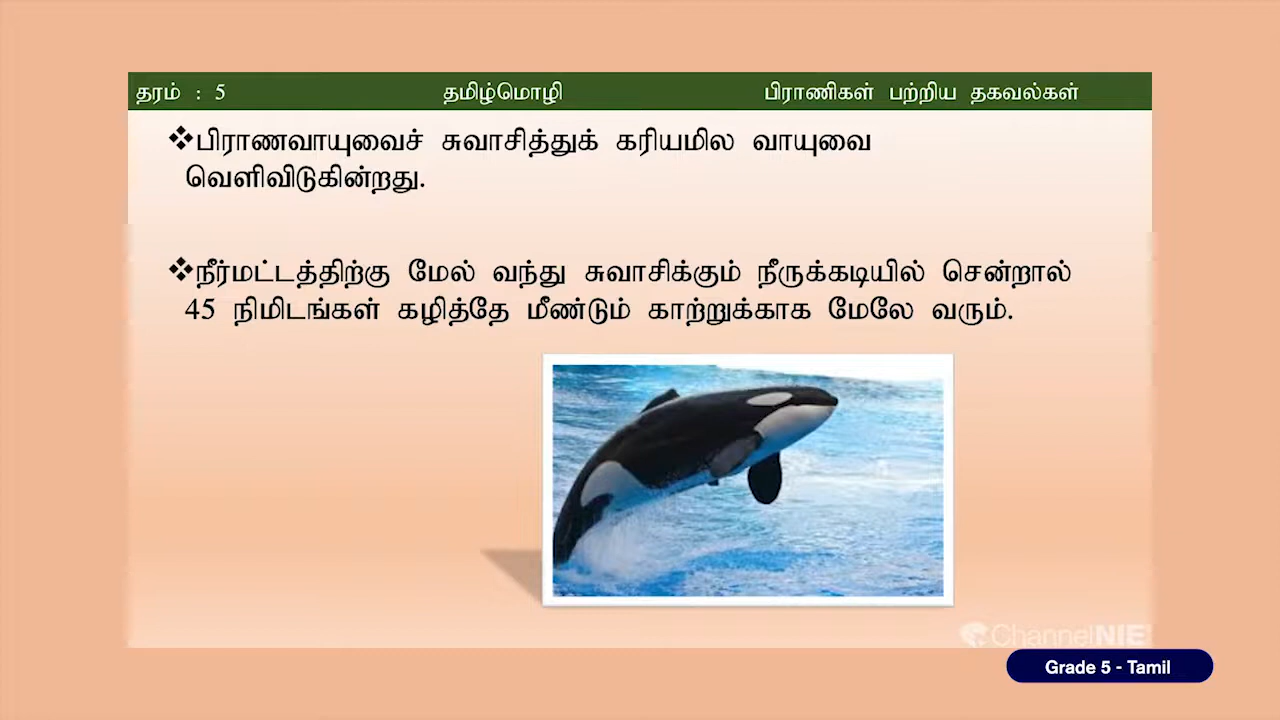 தரம் : 5 தமிழ்மொழி பிராணிகள் பற்றிய தகவல்கள்
❖பிராணவாயுவைச் சுவாசித்துக் கரியமில வாயுவை
வெளிவிடுகின்றது.
❖நீர்மட்டத்திற்கு மேல் வந்து சுவாசிக்கும் நீருக்கடியில் சென்றால்
45 நிமிடங்கள் கழித்தே மீண்டும் காற்றுக்காக மேலே வரும்.
ChannelNIE
Grade 5 - Tamil